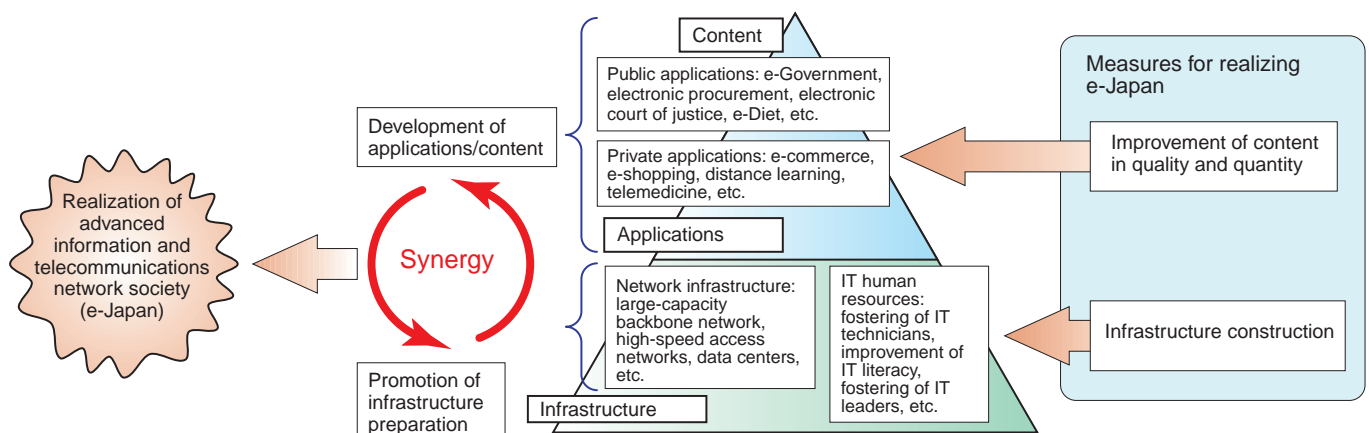 Realization of
advanced
information and
telecommunications
network society
(e-Japan)
Development of
applications/content
Synergy
Promotion of
infrastructure
preparation
Content
Public applications: e-Government,
electronic procurement, electronic
court of justice, e-Diet, etc.
Private applications: e-commerce,
e-shopping, distance learning,
telemedicine, etc.
Applications
Network infrastructure:
large-capacity
backbone network,
high-speed access
networks, data centers,
etc.
IT human
resources:
fostering of IT
technicians,
improvement of
IT literacy,
fostering of IT
leaders, etc.
Infrastructure
Measures for realizing
e-Japan
Improvement of content
in quality and quantity
Infrastructure construction